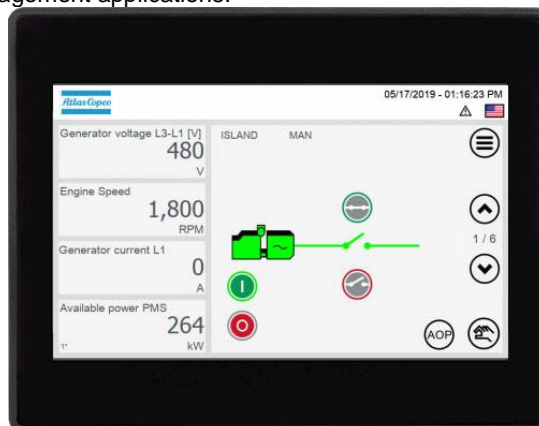 agement applications.
Atlas Copco
05/17/2019 - 01:16:23 PM
Generator voltage L3-L1 [V]
480
V
ISLAND MAN
Engine Speed
1,800
RPM
1 / 6
Generator current L1
0
A
I
Available power PMS
264
kW
1*
O
AOP